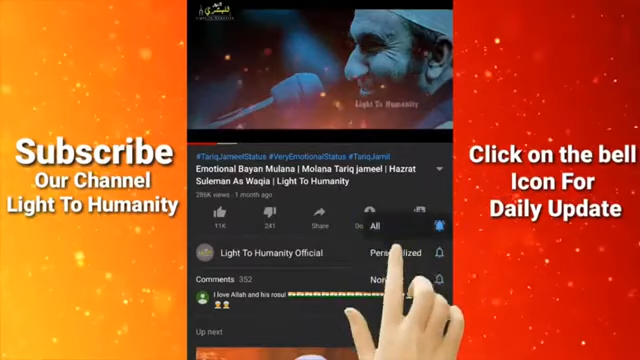 Light To Humanity
Subscribe
Our Channel
Light To Humanity
Click on the bell
Icon For
Daily Update
#TariqJameelStatus #VeryEmotionalStatus #TariqJamil
Emotional Bayan Mulana | Molana Tariq jameel | Hazrat
Suleman As Waqia | Light To Humanity
286K views · 1 month ago
11K
241
Share
All
Light To Humanity Official
Comments 352
I love Allah and his rosul
Up next